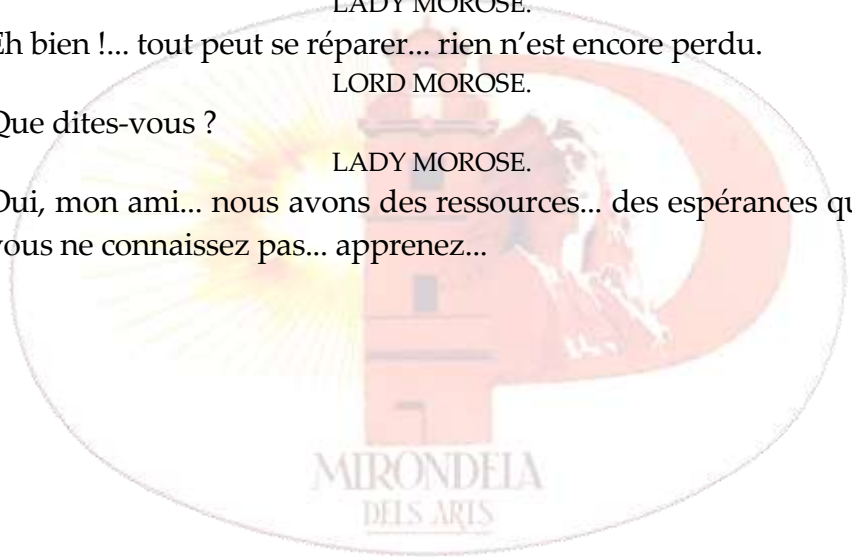 LADY MOROSE.
Eh bien !... tout peut se réparer... rien n’est encore perdu.
LORD MOROSE.
Que dites-vous ?
LADY MOROSE.
Oui, mon ami... nous avons des ressources... des espérances qu
vous ne connaissez pas... apprenez...
MIRONDELA
DELS ARTS